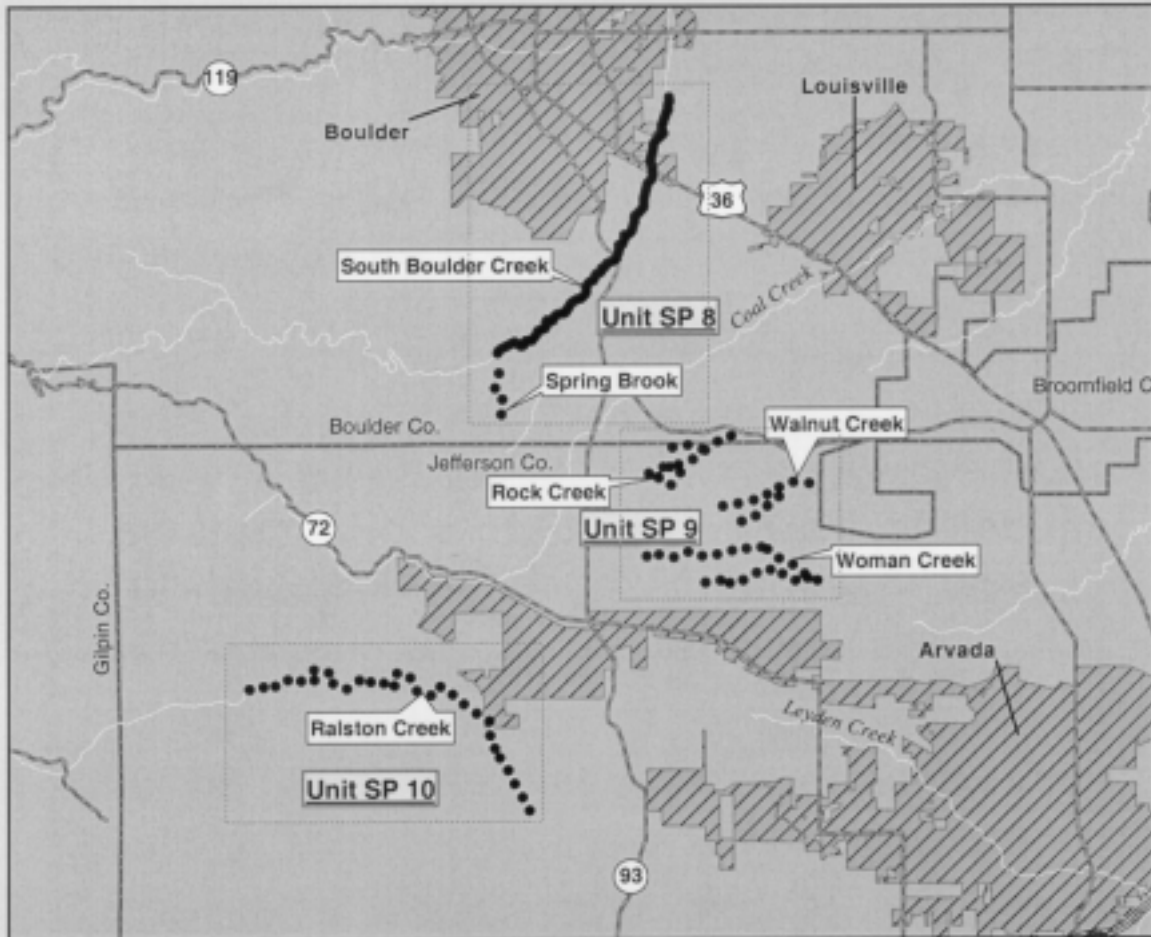 119
Boulder
Louisville
36
South Boulder Creek
Unit SP 8
Coal Creek
Spring Brook
Broomfield C
Boulder Co.
Walnut Creek
Jefferson Co.
Rock Creek
72
Unit SP 9
Woman Creek
Gilpin Co.
Arvada
Ralston Creek
Leyden Creek
Unit SP 10
93